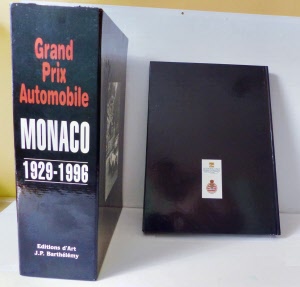 Grand
Prix
Automobile
MONACO
1929-1996
Editions d'Art
J.P. Barthélémy